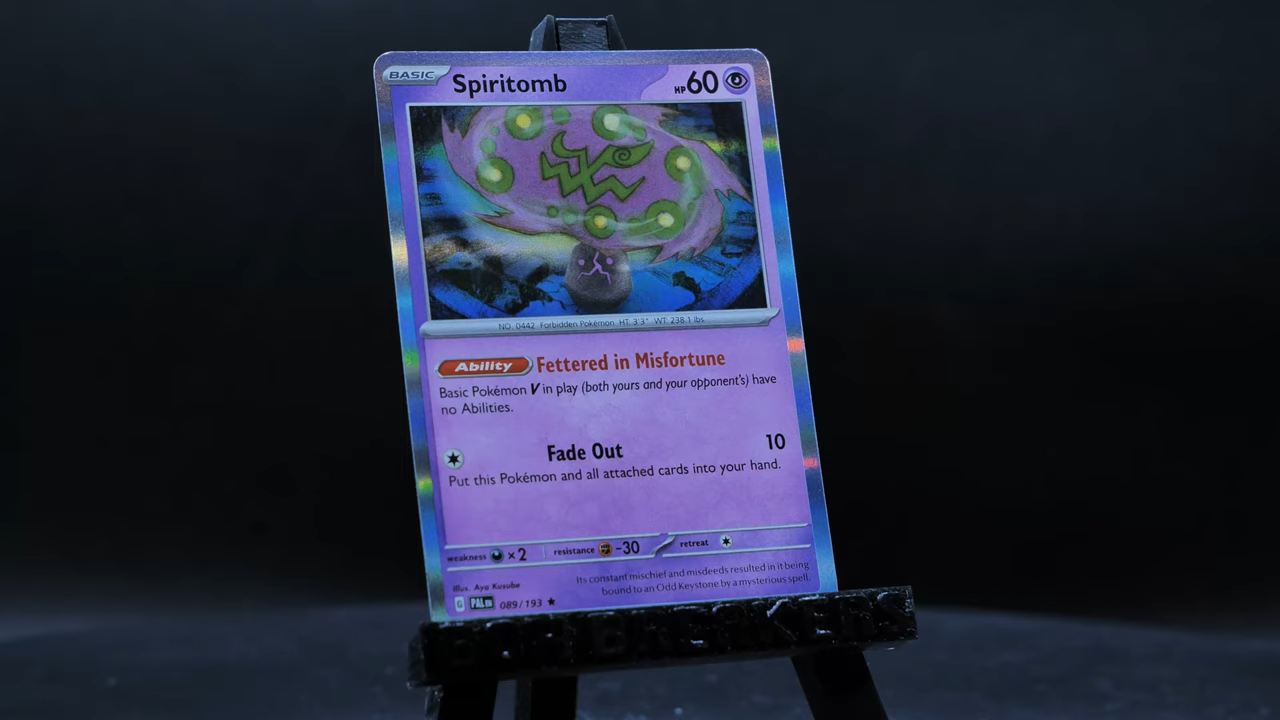 BASIC Spiritomb HP 60
NO. 0442 Forbidden Pokémon HT: 3'3" WT: 238.1 lbs
Ability Fettered in Misfortune
Basic Pokémon V in play (both yours and your opponent's) have
no Abilities.
Fade Out 10
Put this Pokémon and all attached cards into your hand.
weakness ×2 resistance -30 retreat
Illus. Aya Kusube
Its constant mischief and misdeeds resulted in it being
bound to an Odd Keystone by a mysterious spell.
G PAL EN 089/193 ★